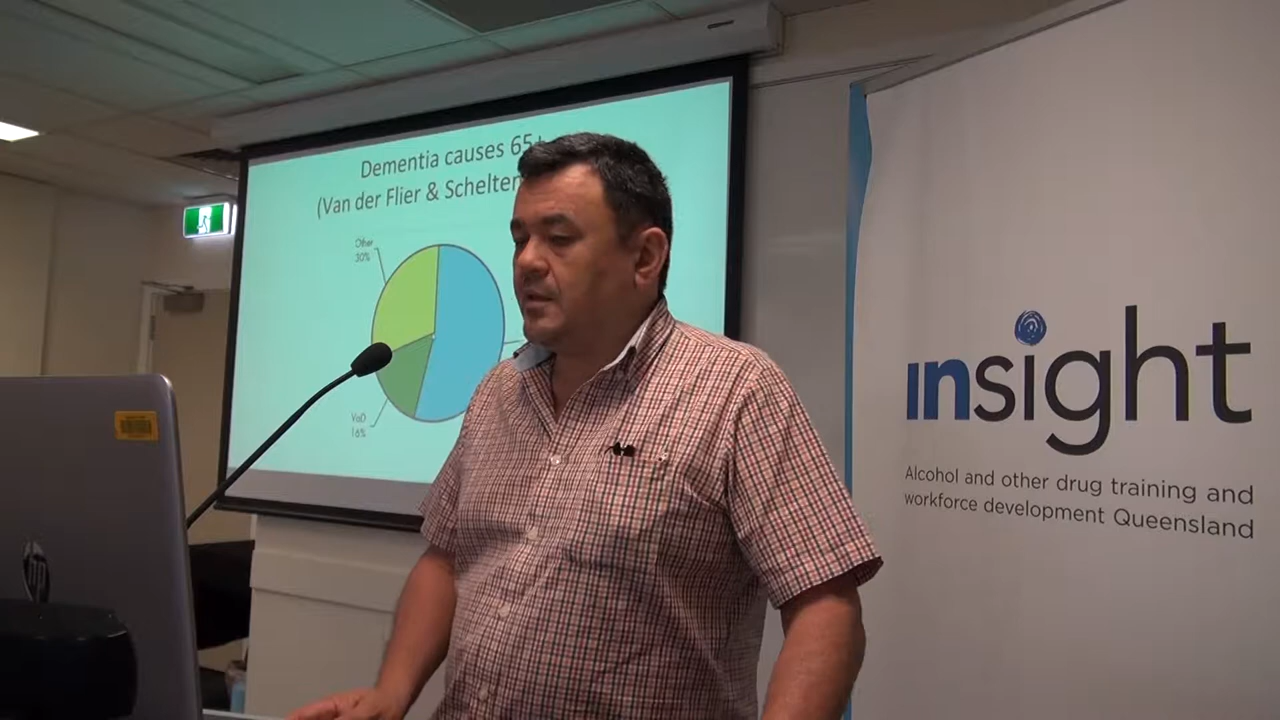 Dementia causes 65+
(Van der Flier & Schelten
Other
30%
VaD
16%
insight
Alcohol and other drug training and
workforce development Queensland
hp